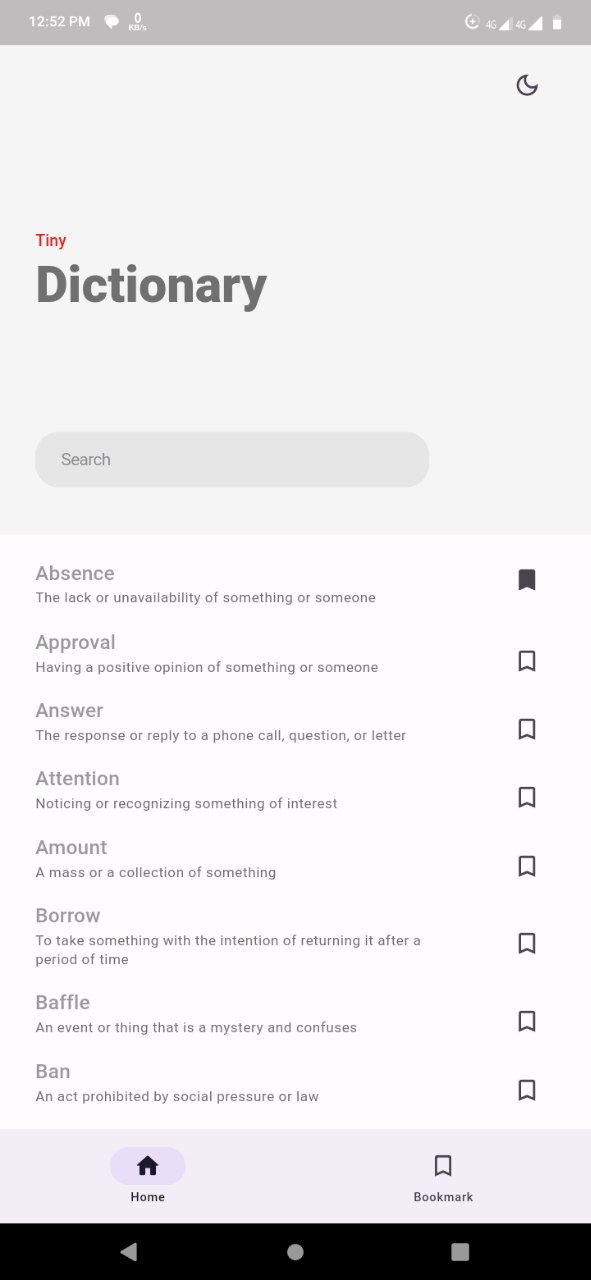 12:52 PM
0
KB/s
4G
4G
Tiny
Dictionary
Search
Absence
The lack or unavailability of something or someone
Approval
Having a positive opinion of something or someone
Answer
The response or reply to a phone call, question, or letter
Attention
Noticing or recognizing something of interest
Amount
A mass or a collection of something
Borrow
To take something with the intention of returning it after a
period of time
Baffle
An event or thing that is a mystery and confuses
Ban
An act prohibited by social pressure or law
Home
Bookmark